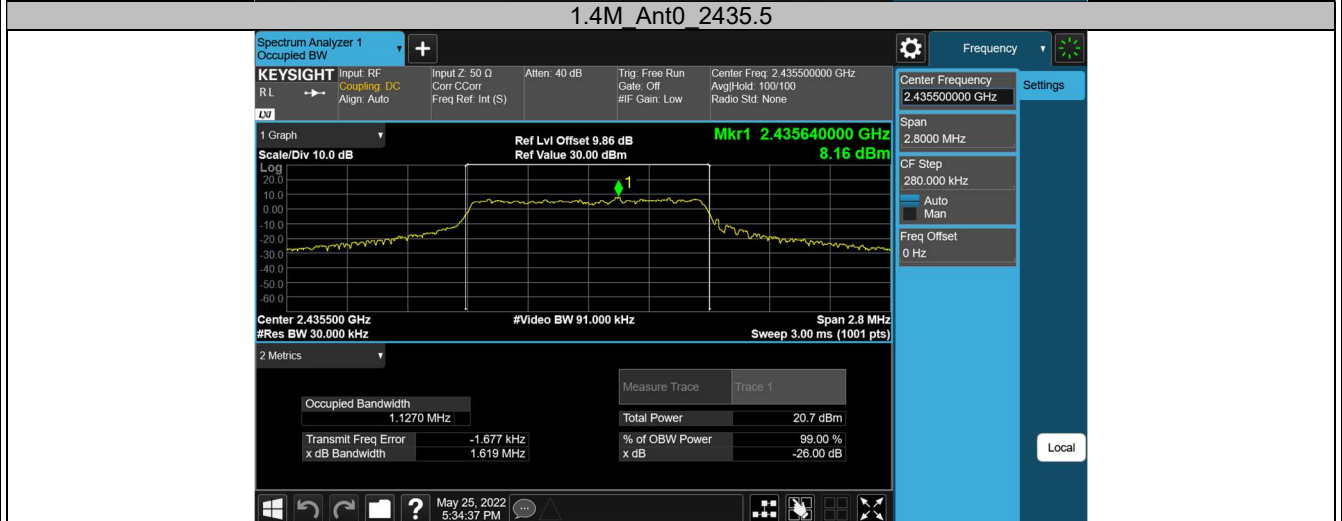 1.4M_Ant0_2435.5
Spectrum Analyzer 1
Occupied BW
Frequency
KEYSIGHT
RL
LXI
Input: RF
Coupling: DC
Align: Auto
Input Z: 50 Ω
Corr CCorr
Freq Ref: Int (S)
Atten: 40 dB
Trig: Free Run
Gate: Off
#IF Gain: Low
Center Freq: 2.435500000 GHz
Avg|Hold: 100/100
Radio Std: None
Center Frequency
2.435500000 GHz
Settings
Span
2.8000 MHz
CF Step
280.000 kHz
Auto
Man
Freq Offset
0 Hz
Local
1 Graph
Scale/Div 10.0 dB
Ref Lvl Offset 9.86 dB
Ref Value 30.00 dBm
Mkr1 2.435640000 GHz
8.16 dBm
Log
20.0
10.0
0.00
-10.0
-20.0
-30.0
-40.0
-50.0
-60.0
1
Center 2.435500 GHz
#Res BW 30.000 kHz
#Video BW 91.000 kHz
Span 2.8 MHz
Sweep 3.00 ms (1001 pts)
2 Metrics
Measure Trace Trace 1
Occupied Bandwidth
1.1270 MHz
Total Power 20.7 dBm
Transmit Freq Error -1.677 kHz
% of OBW Power 99.00 %
x dB Bandwidth 1.619 MHz
x dB -26.00 dB
?
May 25, 2022
5:34:37 PM